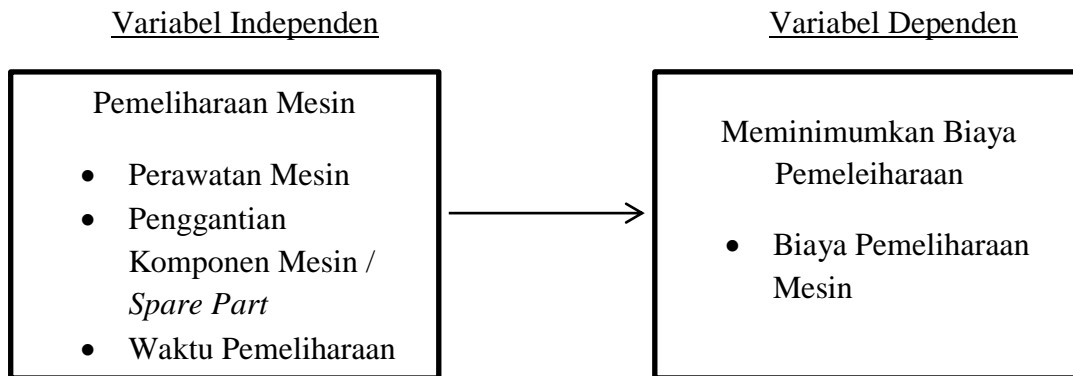 Variabel Independen
Variabel Dependen
Pemeliharaan Mesin
• Perawatan Mesin
• Penggantian
Komponen Mesin /
Spare Part
• Waktu Pemeliharaan
Meminimumkan Biaya
Pemeleiharaan
• Biaya Pemeliharaan
Mesin